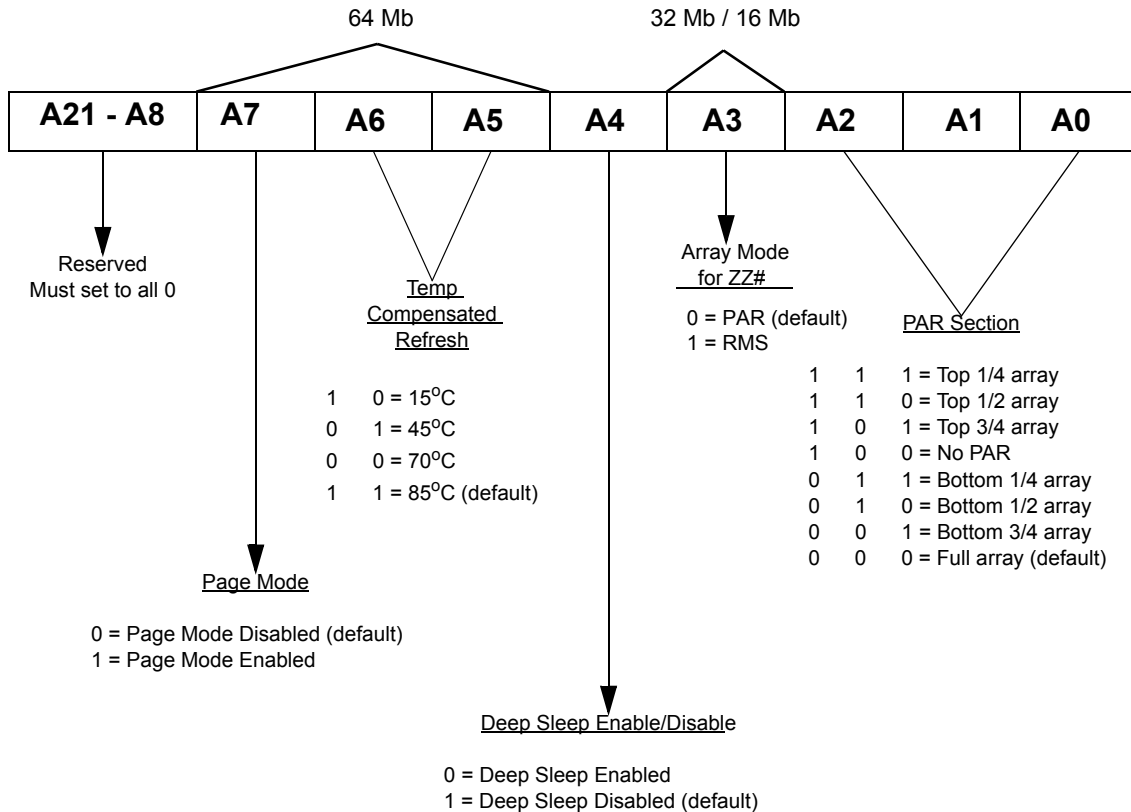 64 Mb
32 Mb / 16 Mb
A21 - A8 A7 A6 A5 A4 A3 A2 A1 A0
Reserved
Must set to all 0
Temp
Compensated
Refresh
1 0 = 15°C
0 1 = 45°C
0 0 = 70°C
1 1 = 85°C (default)
Array Mode
for ZZ#
0 = PAR (default)
1 = RMS
PAR Section
1 1 1 = Top 1/4 array
1 1 0 = Top 1/2 array
1 0 1 = Top 3/4 array
1 0 0 = No PAR
0 1 1 = Bottom 1/4 array
0 1 0 = Bottom 1/2 array
0 0 1 = Bottom 3/4 array
0 0 0 = Full array (default)
Page Mode
0 = Page Mode Disabled (default)
1 = Page Mode Enabled
Deep Sleep Enable/Disable
0 = Deep Sleep Enabled
1 = Deep Sleep Disabled (default)